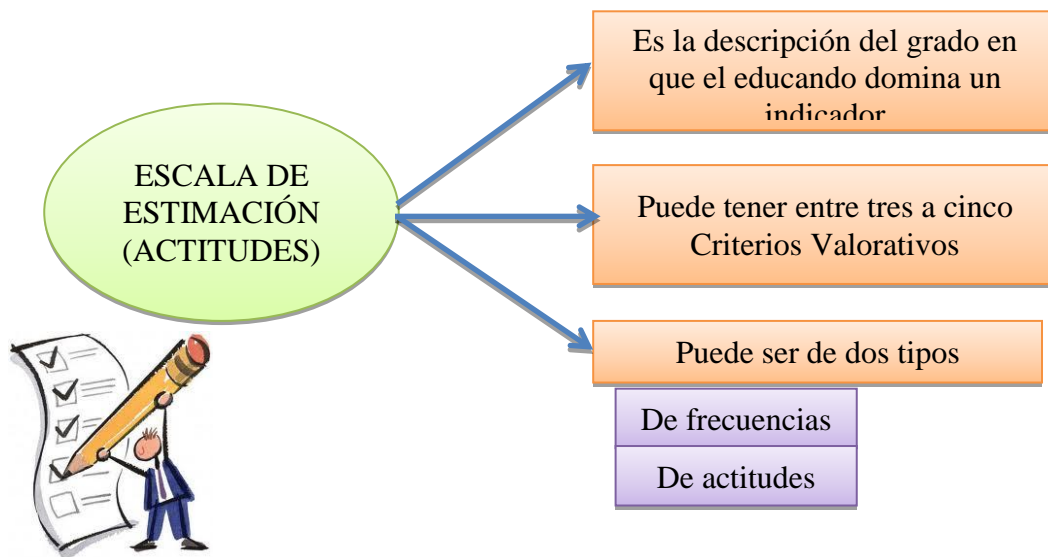 ESCALA DE
ESTIMACIÓN
(ACTITUDES)
Es la descripción del grado en
que el educando domina un
indicador
Puede tener entre tres a cinco
Criterios Valorativos
Puede ser de dos tipos
De frecuencias
De actitudes